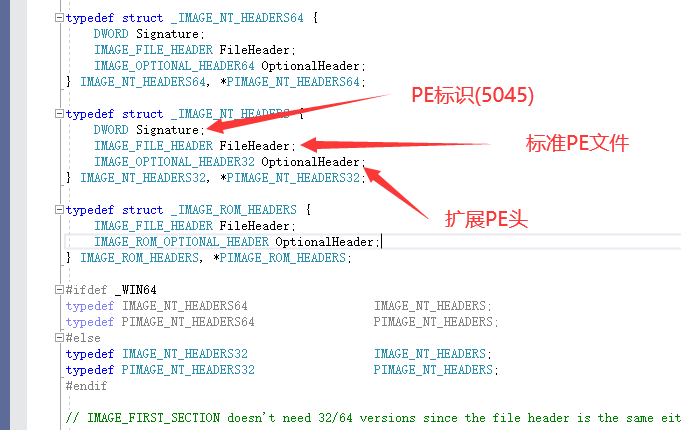 typedef struct _IMAGE_NT_HEADERS64 {
DWORD Signature;
IMAGE_FILE_HEADER FileHeader;
IMAGE_OPTIONAL_HEADER64 OptionalHeader;
} IMAGE_NT_HEADERS64, *PIMAGE_NT_HEADERS64;
typedef struct _IMAGE_NT_HEADERS {
PE标识(5045)
DWORD Signature;
IMAGE_FILE_HEADER FileHeader;
标准PE文件
IMAGE_OPTIONAL_HEADER32 OptionalHeader;
} IMAGE_NT_HEADERS32, *PIMAGE_NT_HEADERS32;
扩展PE头
typedef struct _IMAGE_ROM_HEADERS {
IMAGE_FILE_HEADER FileHeader;
IMAGE_ROM_OPTIONAL_HEADER OptionalHeader;
} IMAGE_ROM_HEADERS, *PIMAGE_ROM_HEADERS;
#ifdef _WIN64
typedef IMAGE_NT_HEADERS64 IMAGE_NT_HEADERS;
typedef PIMAGE_NT_HEADERS64 PIMAGE_NT_HEADERS;
#else
typedef IMAGE_NT_HEADERS32 IMAGE_NT_HEADERS;
typedef PIMAGE_NT_HEADERS32 PIMAGE_NT_HEADERS;
#endif
// IMAGE_FIRST_SECTION doesn't need 32/64 versions since the file header is the same eit